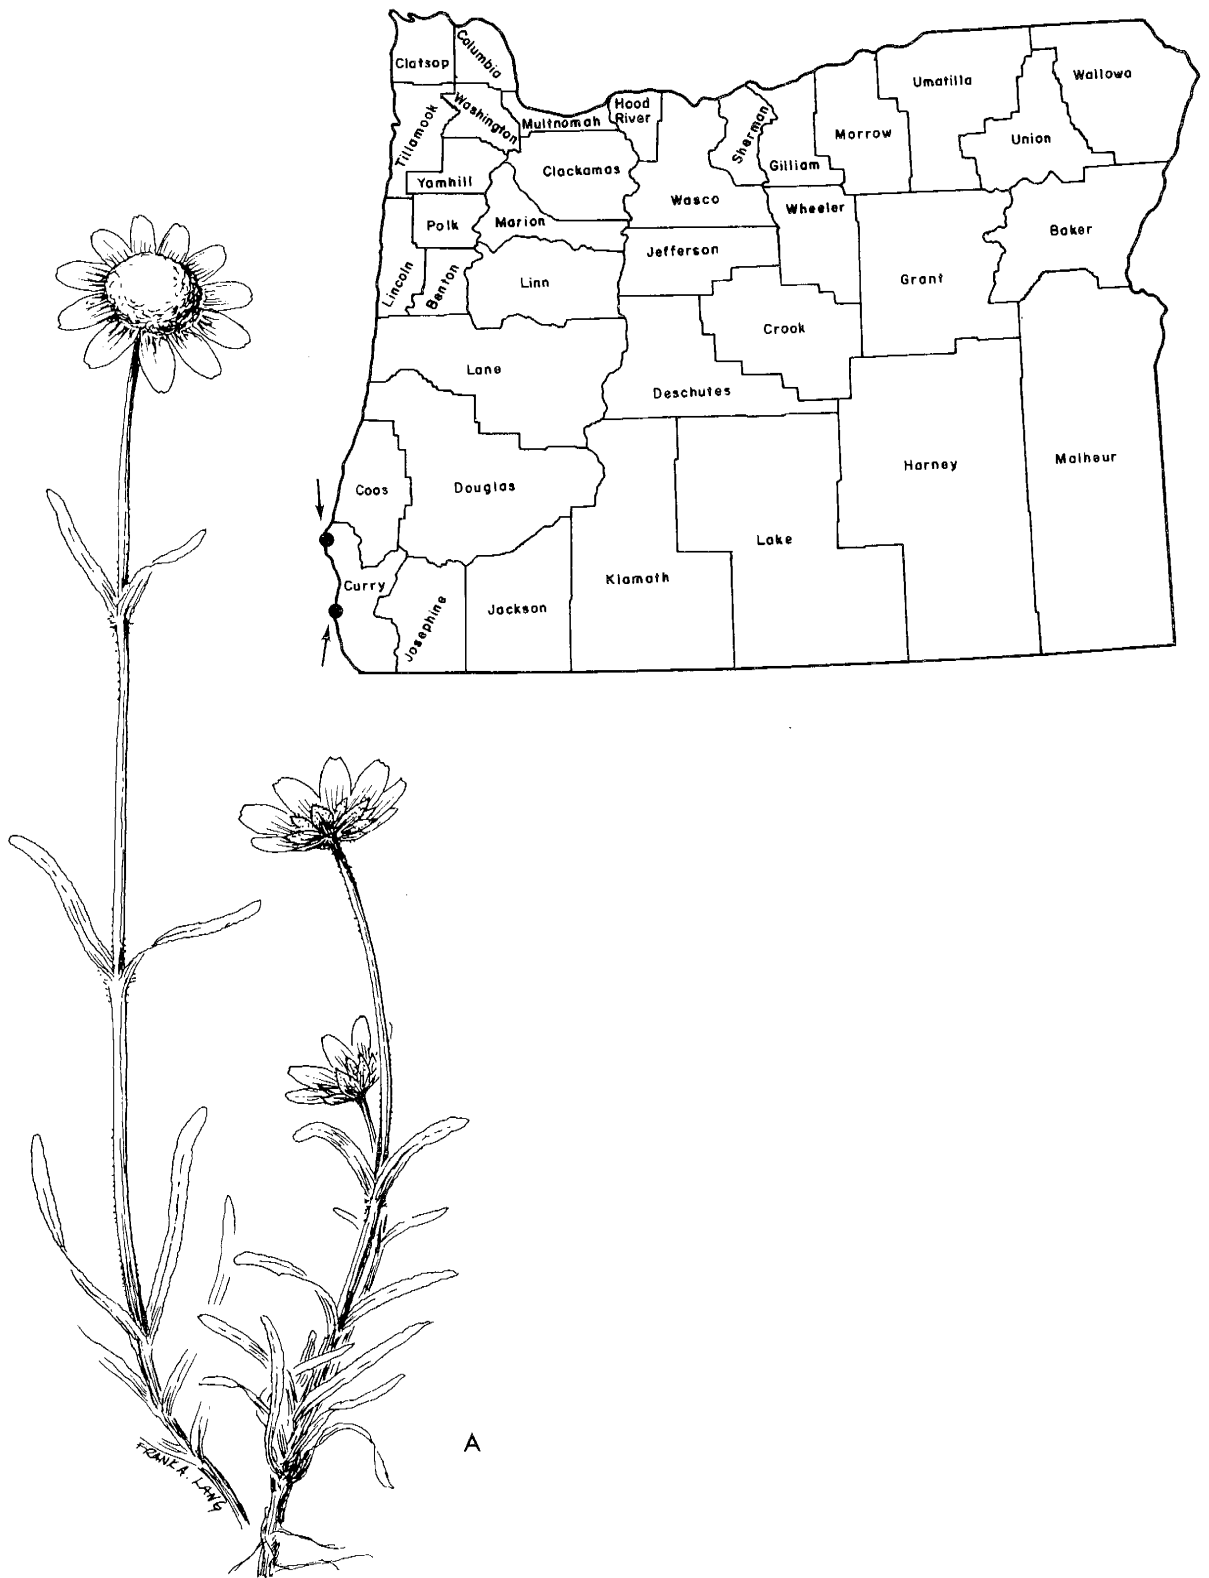 Clatsop
Columbia
Tillamook
Washington
Multnomah
Hood
River
Sherman
Gilliam
Morrow
Umatilla
Union
Wallowa
Yamhill
Clackamas
Wasco
Wheeler
Polk
Marion
Jefferson
Grant
Baker
Lincoln
Benton
Linn
Crook
Lane
Deschutes
Coos
Douglas
Harney
Malheur
Lake
Klamath
Curry
Josephine
Jackson
A
FRANK A. LANG